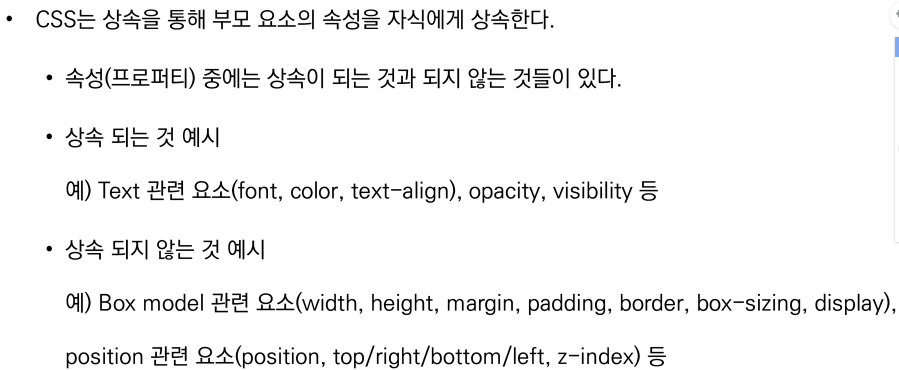 • CSS는 상속을 통해 부모 요소의 속성을 자식에게 상속한다.
• 속성(프로퍼티) 중에는 상속이 되는 것과 되지 않는 것들이 있다.
• 상속 되는 것 예시
예) Text 관련 요소(font, color, text-align), opacity, visibility 등
• 상속 되지 않는 것 예시
예) Box model 관련 요소(width, height, margin, padding, border, box-sizing, display),
position 관련 요소(position, top/right/bottom/left, z-index) 등